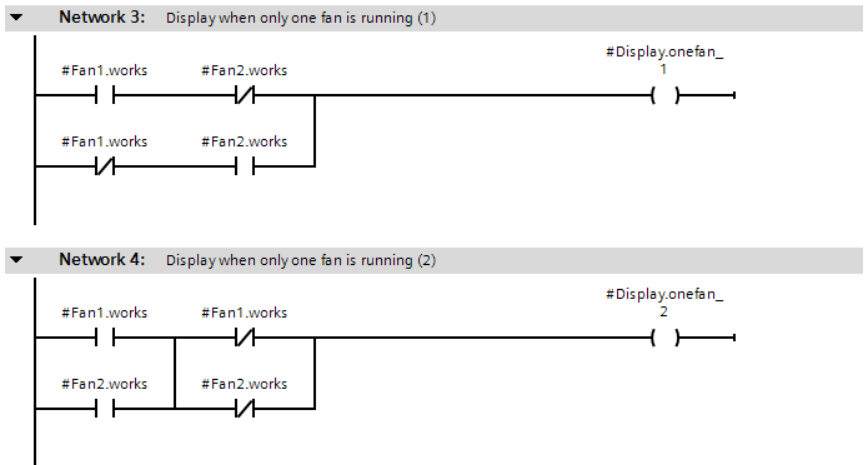 Network 3: Display when only one fan is running (1)
#Display.onefan_
1
#Fan1.works #Fan2.works
#Fan1.works #Fan2.works
Network 4: Display when only one fan is running (2)
#Display.onefan_
2
#Fan1.works #Fan1.works
#Fan2.works #Fan2.works